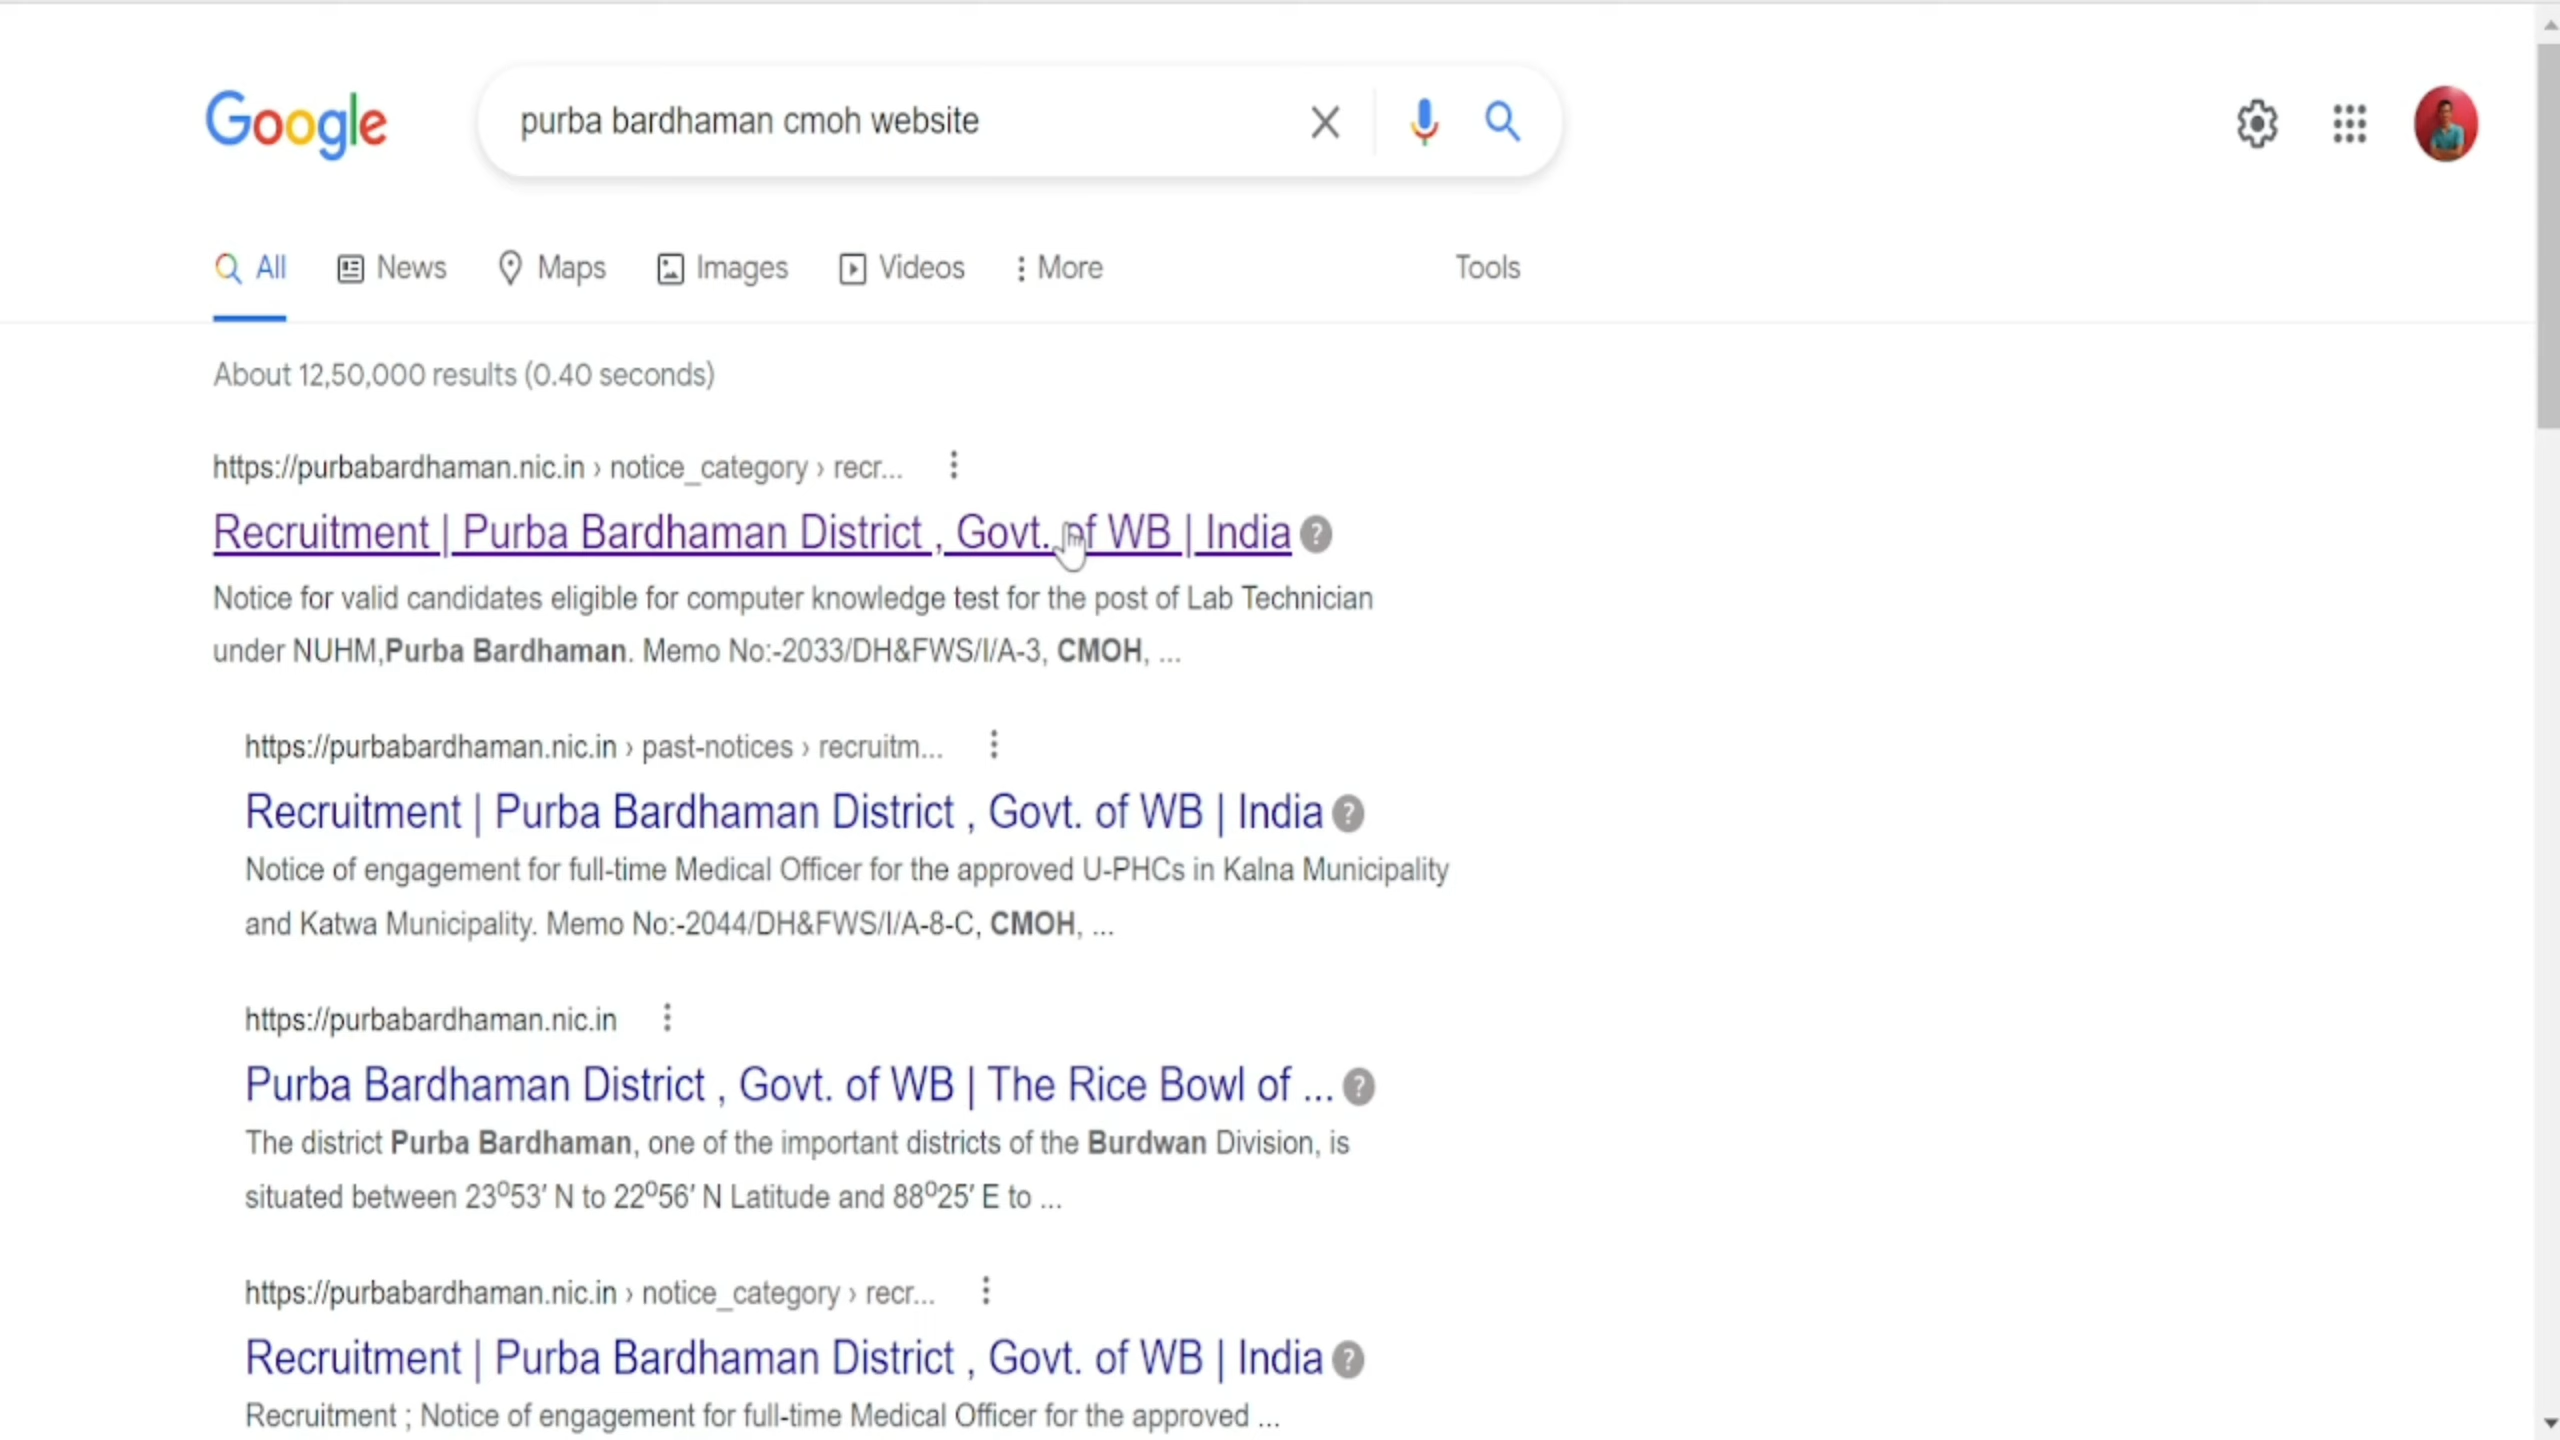 Google
purba bardhaman cmoh website
All News Maps Images Videos More Tools
About 12,50,000 results (0.40 seconds)
https://purbabardhaman.nic.in › notice_category › recr...
Recruitment | Purba Bardhaman District , Govt. of WB | India
Notice for valid candidates eligible for computer knowledge test for the post of Lab Technician
under NUHM,Purba Bardhaman. Memo No:-2033/DH&FWS/I/A-3, CMOH, ...
https://purbabardhaman.nic.in › past-notices › recruitm...
Recruitment | Purba Bardhaman District , Govt. of WB | India
Notice of engagement for full-time Medical Officer for the approved U-PHCs in Kalna Municipality
and Katwa Municipality. Memo No:-2044/DH&FWS/I/A-8-C, CMOH, ...
https://purbabardhaman.nic.in
Purba Bardhaman District , Govt. of WB | The Rice Bowl of ...
The district Purba Bardhaman, one of the important districts of the Burdwan Division, is
situated between 23⁰53′ N to 22⁰56′ N Latitude and 88⁰25′ E to ...
https://purbabardhaman.nic.in › notice_category › recr...
Recruitment | Purba Bardhaman District , Govt. of WB | India
Recruitment ; Notice of engagement for full-time Medical Officer for the approved ...